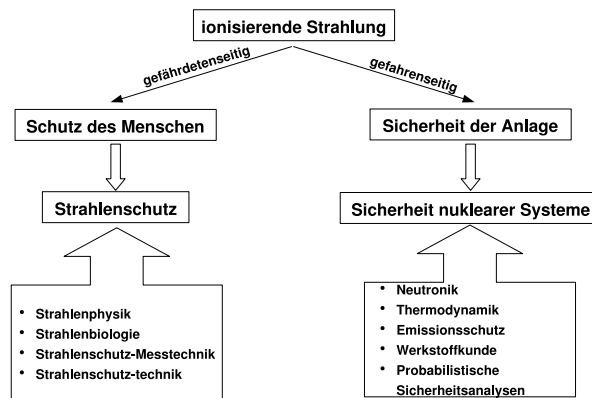 ionisierende Strahlung
gefährdetenseitig
gefahrenseitig
Schutz des Menschen
Sicherheit der Anlage
Strahlenschutz
Sicherheit nuklearer Systeme
• Strahlenphysik
• Strahlenbiologie
• Strahlenschutz-Messtechnik
• Strahlenschutz-technik
• Neutronik
• Thermodynamik
• Emissionsschutz
• Werkstoffkunde
• Probabilistische
Sicherheitsanalysen